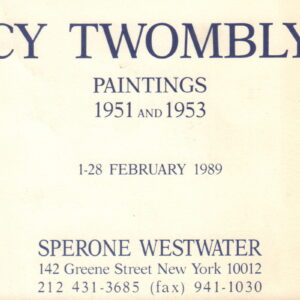 CY TWOMBLY
PAINTINGS
1951 AND 1953
1-28 FEBRUARY 1989
SPERONE WESTWATER
142 Greene Street New York 10012
212 431-3685 (fax) 941-1030